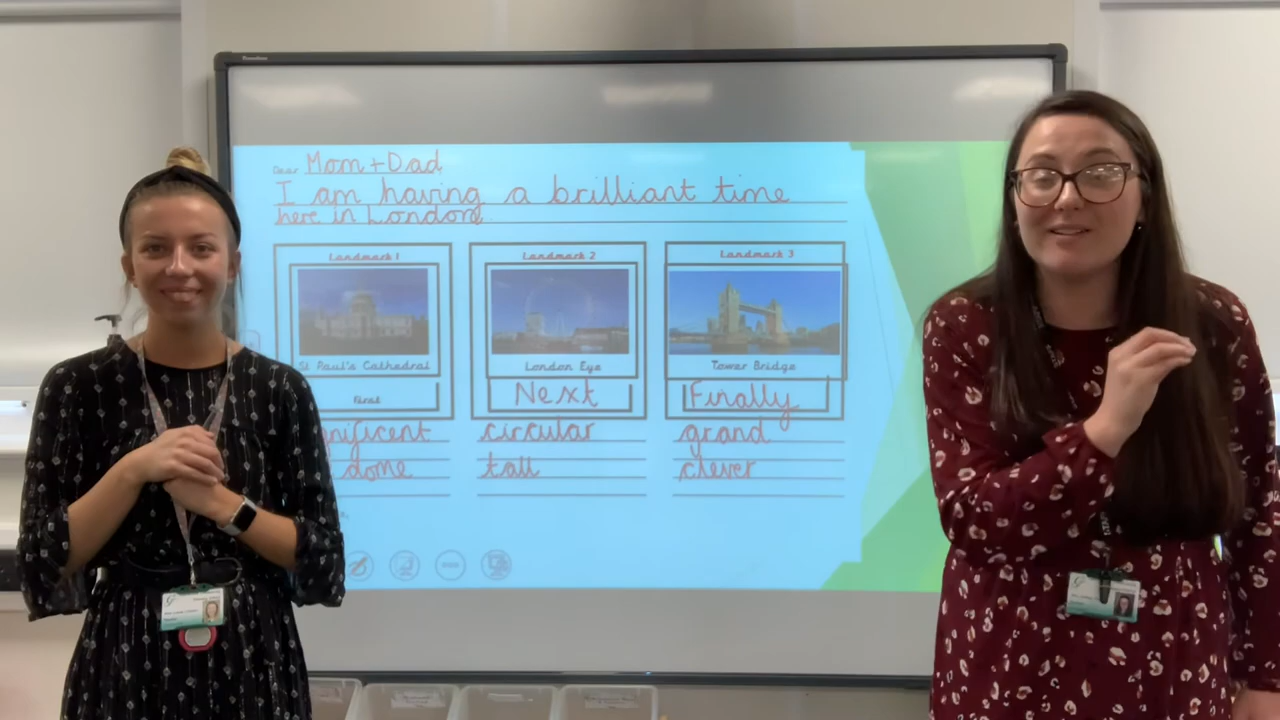 Dear Mom + Dad
I am having a brilliant time
here in London.
Landmark 1 Landmark 2 Landmark 3
St Paul's Cathedral London Eye Tower Bridge
First Next Finally
circular grand
dome tall clever